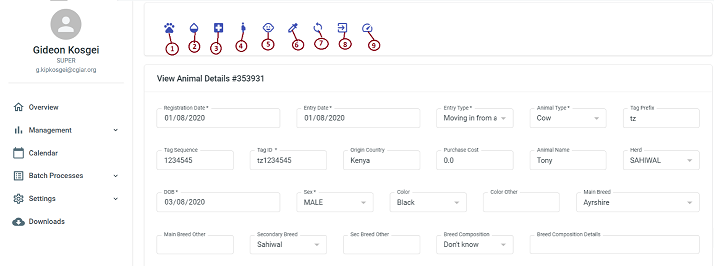 1 2 3 4 5 6 7 8 9
Gideon Kosgei
SUPER
g.kipkosgei@cgiar.org
Overview
Management
Calendar
Batch Processes
Settings
Downloads
View Animal Details #353931
Registration Date * Entry Date * Entry Type * Animal Type * Tag Prefix
01/08/2020 01/08/2020 Moving in from a Cow tz
Tag Sequence Tag ID * Origin Country Purchase Cost Animal Name Herd
1234545 tz1234545 Kenya 0.0 Tony SAHIWAL
DOB * Sex * Color Color Other Main Breed
03/08/2020 MALE Black Ayrshire
Main Breed Other Secondary Breed Sec Breed Other Breed Composition Breed Composition Details
Sahiwal Don't know